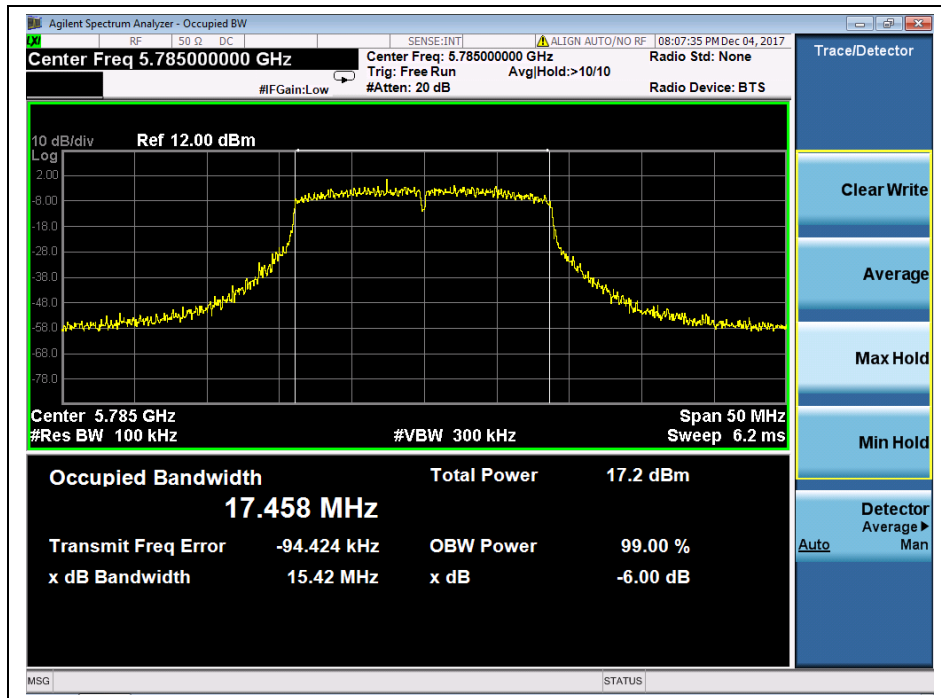 Agilent Spectrum Analyzer - Occupied BW
LXI RF 50 Ω DC SENSE:INT ALIGN AUTO/NO RF 08:07:35 PM Dec 04, 2017
Center Freq 5.785000000 GHz
Center Freq: 5.785000000 GHz Radio Std: None
Trig: Free Run Avg|Hold:>10/10
#IFGain:Low #Atten: 20 dB Radio Device: BTS
Trace/Detector
10 dB/div Ref 12.00 dBm
Log
2.00
-8.00
-18.0
-28.0
-38.0
-48.0
-58.0
-68.0
-78.0
Center 5.785 GHz Span 50 MHz
#Res BW 100 kHz #VBW 300 kHz Sweep 6.2 ms
Occupied Bandwidth Total Power 17.2 dBm
17.458 MHz
Transmit Freq Error -94.424 kHz OBW Power 99.00 %
x dB Bandwidth 15.42 MHz x dB -6.00 dB
Clear Write
Average
Max Hold
Min Hold
Detector
Average▶
Auto Man
MSG STATUS